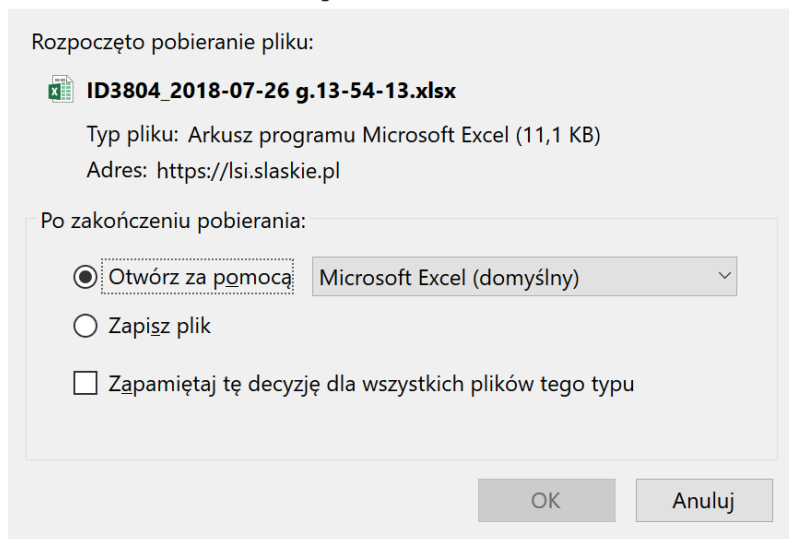 Rozpoczęto pobieranie pliku:
ID3804_2018-07-26 g.13-54-13.xlsx
Typ pliku: Arkusz programu Microsoft Excel (11,1 KB)
Adres: https://lsi.slaskie.pl
Po zakończeniu pobierania:
Otwórz za pomocą Microsoft Excel (domyślny)
Zapisz plik
Zapamiętaj tę decyzję dla wszystkich plików tego typu
OK Anuluj